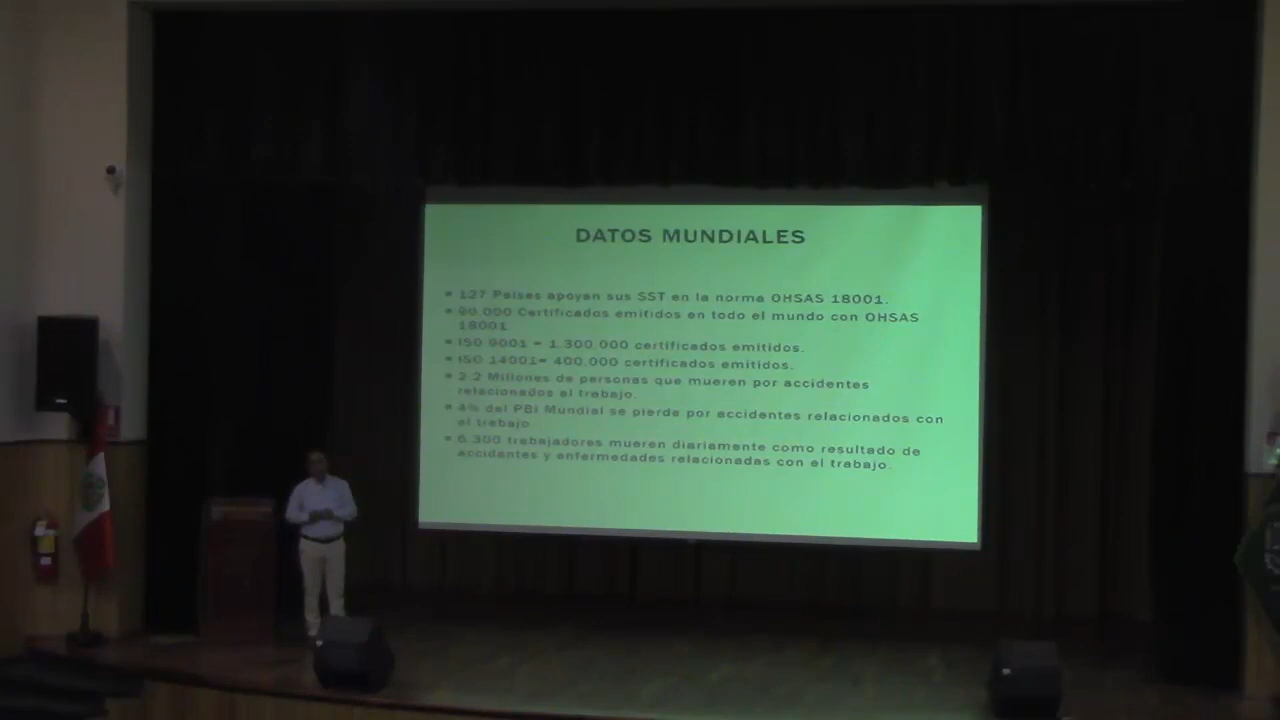 DATOS MUNDIALES
127 Paises apoyan sus SST en la norma OHSAS 18001.
90.000 Certificados emitidos en todo el mundo con OHSAS
18001
ISO 9001 = 1.300.000 certificados emitidos.
ISO 14001= 400.000 certificados emitidos.
2.2 Millones de personas que mueren por accidentes
relacionados al trabajo.
4% del PBI Mundial se pierde por accidentes relacionados con
el trabajo
6.300 trabajadores mueren diariamente como resultado de
accidentes y enfermedades relacionadas con el trabajo.